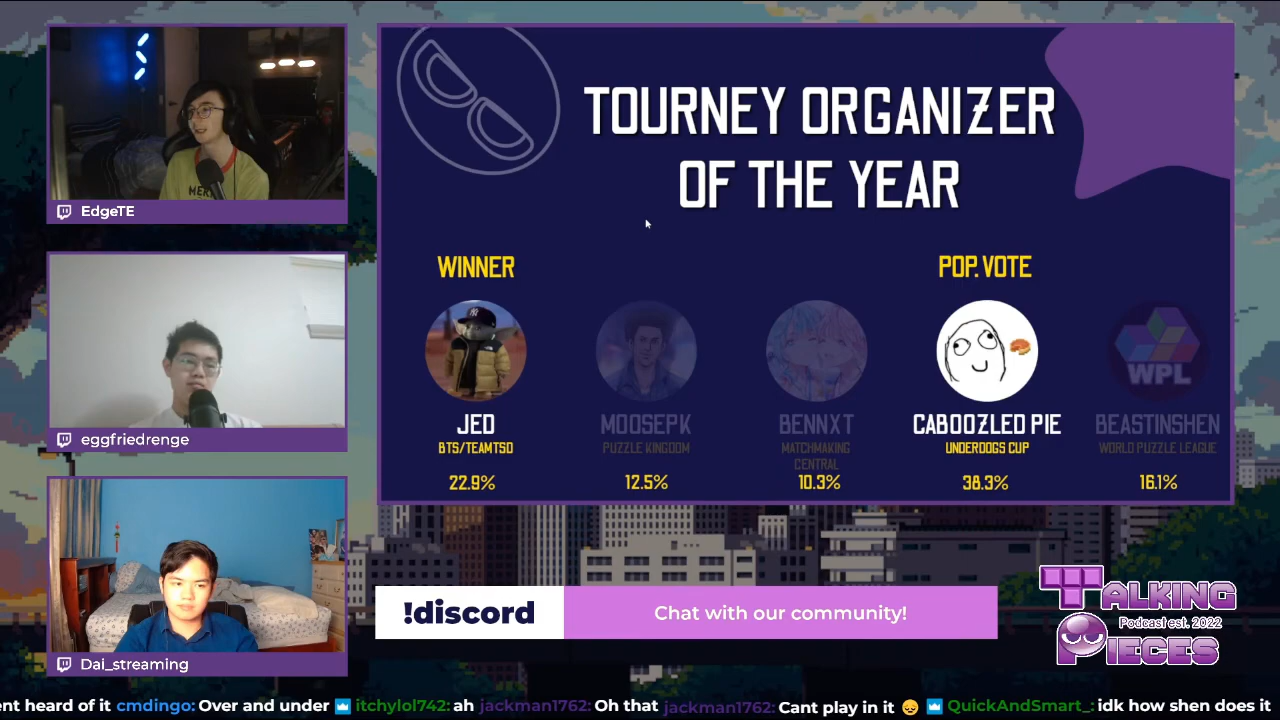 EdgeTE
eggfriedrenge
Dai_streaming
TOURNEY ORGANIZER
OF THE YEAR
WINNER
POP. VOTE
JED
BTS/TEAMTSD
22.9%
MOOSEPK
PUZZLE KINGDOM
12.5%
BENNXT
MATCHMAKING
CENTRAL
10.3%
CABOOZLED PIE
UNDERDOGS CUP
38.3%
WPL
BEASTINSHEN
WORLD PUZZLE LEAGUE
16.1%
!discord
Chat with our community!
TALKING
Podcast est. 2022
PIECES
ent heard of it cmdingo: Over and under itchylol742: ah jackman1762: Oh that jackman1762: Cant play in it 😔 QuickAndSmart_: idk how shen does it